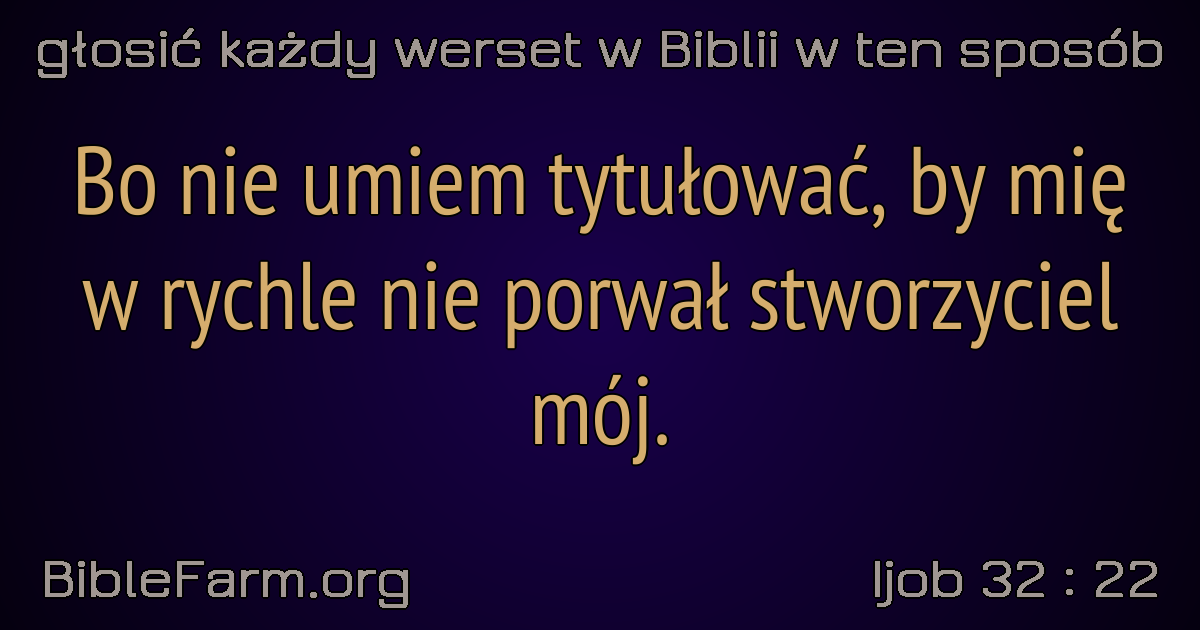 głosić każdy werset w Biblii w ten sposób
Bo nie umiem tytułować, by mię
w rychle nie porwał stworzyciel
mój.
BibleFarm.org
Ijob 32 : 22